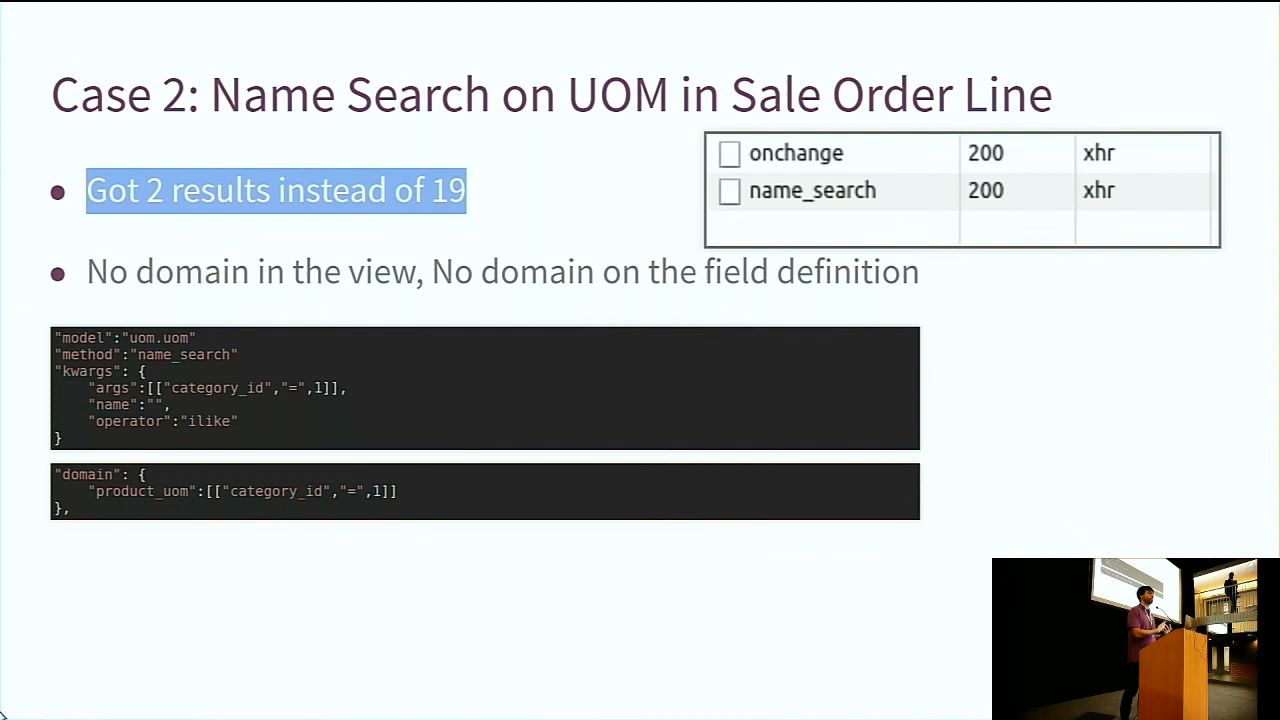 Case 2: Name Search on UOM in Sale Order Line
onchange 200 xhr
name_search 200 xhr
Got 2 results instead of 19
No domain in the view, No domain on the field definition
"model":"uom.uom"
"method":"name_search"
"kwargs": {
"args":[["category_id","=",1]],
"name":"",
"operator":"ilike"
}
"domain": {
"product_uom":[["category_id","=",1]]
},